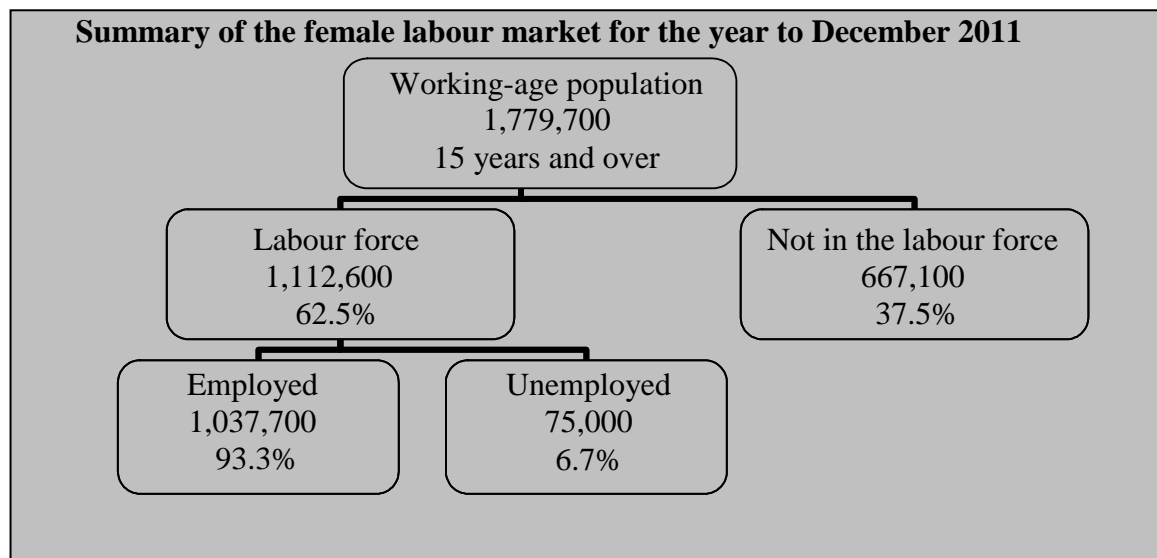 Summary of the female labour market for the year to December 2011
Working-age population
1,779,700
15 years and over
Labour force
1,112,600
62.5%
Not in the labour force
667,100
37.5%
Employed
1,037,700
93.3%
Unemployed
75,000
6.7%